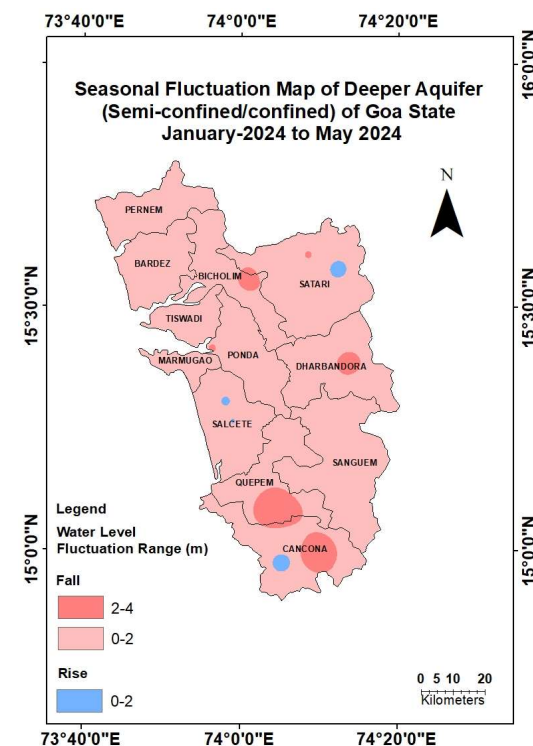 73°40'0"E 74°0'0"E 74°20'0"E
16°0'0"N
Seasonal Fluctuation Map of Deeper Aquifer
(Semi-confined/confined) of Goa State
January-2024 to May 2024
N
PERNEM
BARDEZ
BICHOLIM
SATARI
15°30'0"N 15°30'0"N
TISWADI
PONDA
MARMUGAO
DHARBANDORA
SALCETE
SANGUEM
QUEPEM
CANCONA
15°0'0"N 15°0'0"N
Legend
Water Level
Fluctuation Range (m)
Fall
2-4
0-2
Rise
0-2
0 5 10 20
Kilometers
73°40'0"E 74°0'0"E 74°20'0"E